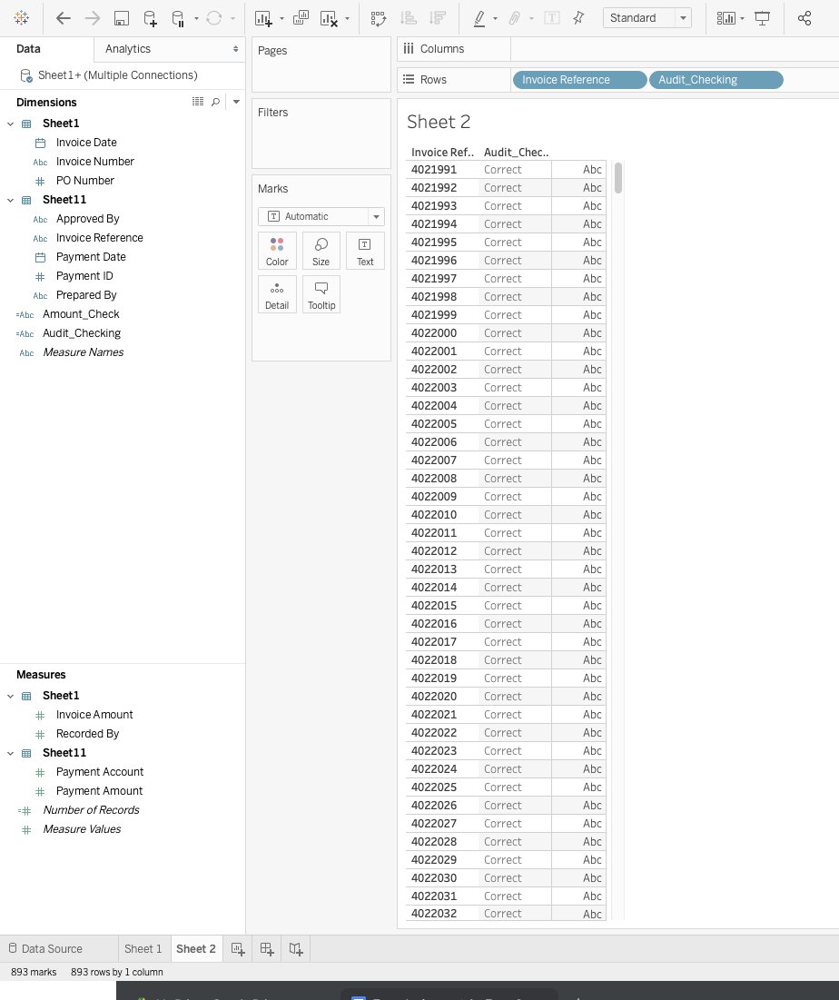 Standard
Data
Analytics
Sheet1+ (Multiple Connections)
Dimensions
Sheet1
Invoice Date
Abc Invoice Number
PO Number
Sheet11
Abc Approved By
Abc Invoice Reference
Payment Date
Payment ID
Abc Prepared By
=Abc Amount_Check
=Abc Audit_Checking
Abc Measure Names
Measures
Sheet1
Invoice Amount
Recorded By
Sheet11
Payment Account
Payment Amount
Number of Records
Measure Values
Pages
Filters
Marks
Automatic
Color Size Text
Detail Tooltip
Columns
Rows Invoice Reference Audit_Checking
Sheet 2
Invoice Ref.. Audit_Chec..
4021991 Correct Abc
4021992 Correct Abc
4021993 Correct Abc
4021994 Correct Abc
4021995 Correct Abc
4021996 Correct Abc
4021997 Correct Abc
4021998 Correct Abc
4021999 Correct Abc
4022000 Correct Abc
4022001 Correct Abc
4022002 Correct Abc
4022003 Correct Abc
4022004 Correct Abc
4022005 Correct Abc
4022006 Correct Abc
4022007 Correct Abc
4022008 Correct Abc
4022009 Correct Abc
4022010 Correct Abc
4022011 Correct Abc
4022012 Correct Abc
4022013 Correct Abc
4022014 Correct Abc
4022015 Correct Abc
4022016 Correct Abc
4022017 Correct Abc
4022018 Correct Abc
4022019 Correct Abc
4022020 Correct Abc
4022021 Correct Abc
4022022 Correct Abc
4022023 Correct Abc
4022024 Correct Abc
4022025 Correct Abc
4022026 Correct Abc
4022027 Correct Abc
4022028 Correct Abc
4022029 Correct Abc
4022030 Correct Abc
4022031 Correct Abc
4022032 Correct Abc
Data Source Sheet 1 Sheet 2
893 marks 893 rows by 1 column